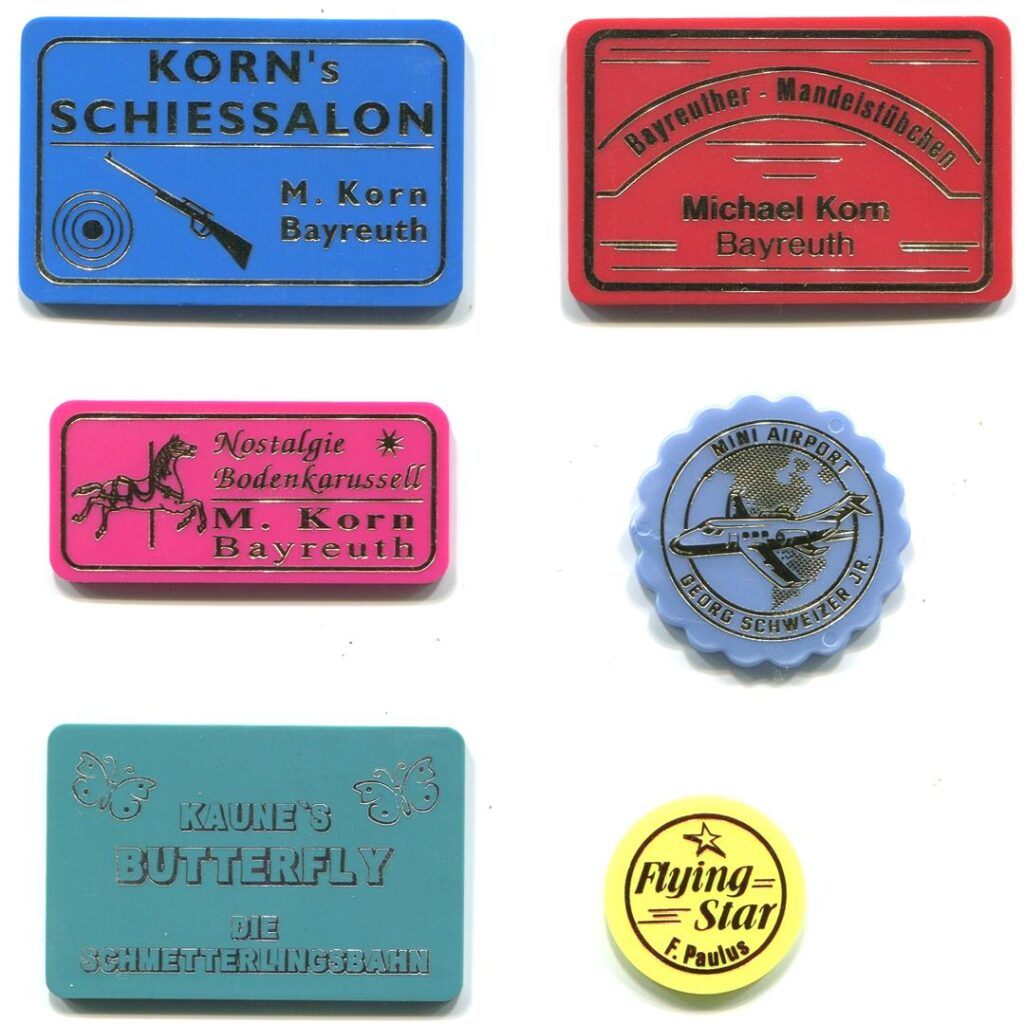 KORN's
SCHIESSALON
M. Korn
Bayreuth
Bayreuther - Mandelstübchen
Michael Korn
Bayreuth
Nostalgie
Bodenkarussell
M. Korn
Bayreuth
MINI AIRPORT
GEORG SCHWEIZER JR.
KAUNE`S
BUTTERFLY
DIE
SCHMETTERLINGSBAHN
Flying
Star
F. Paulus